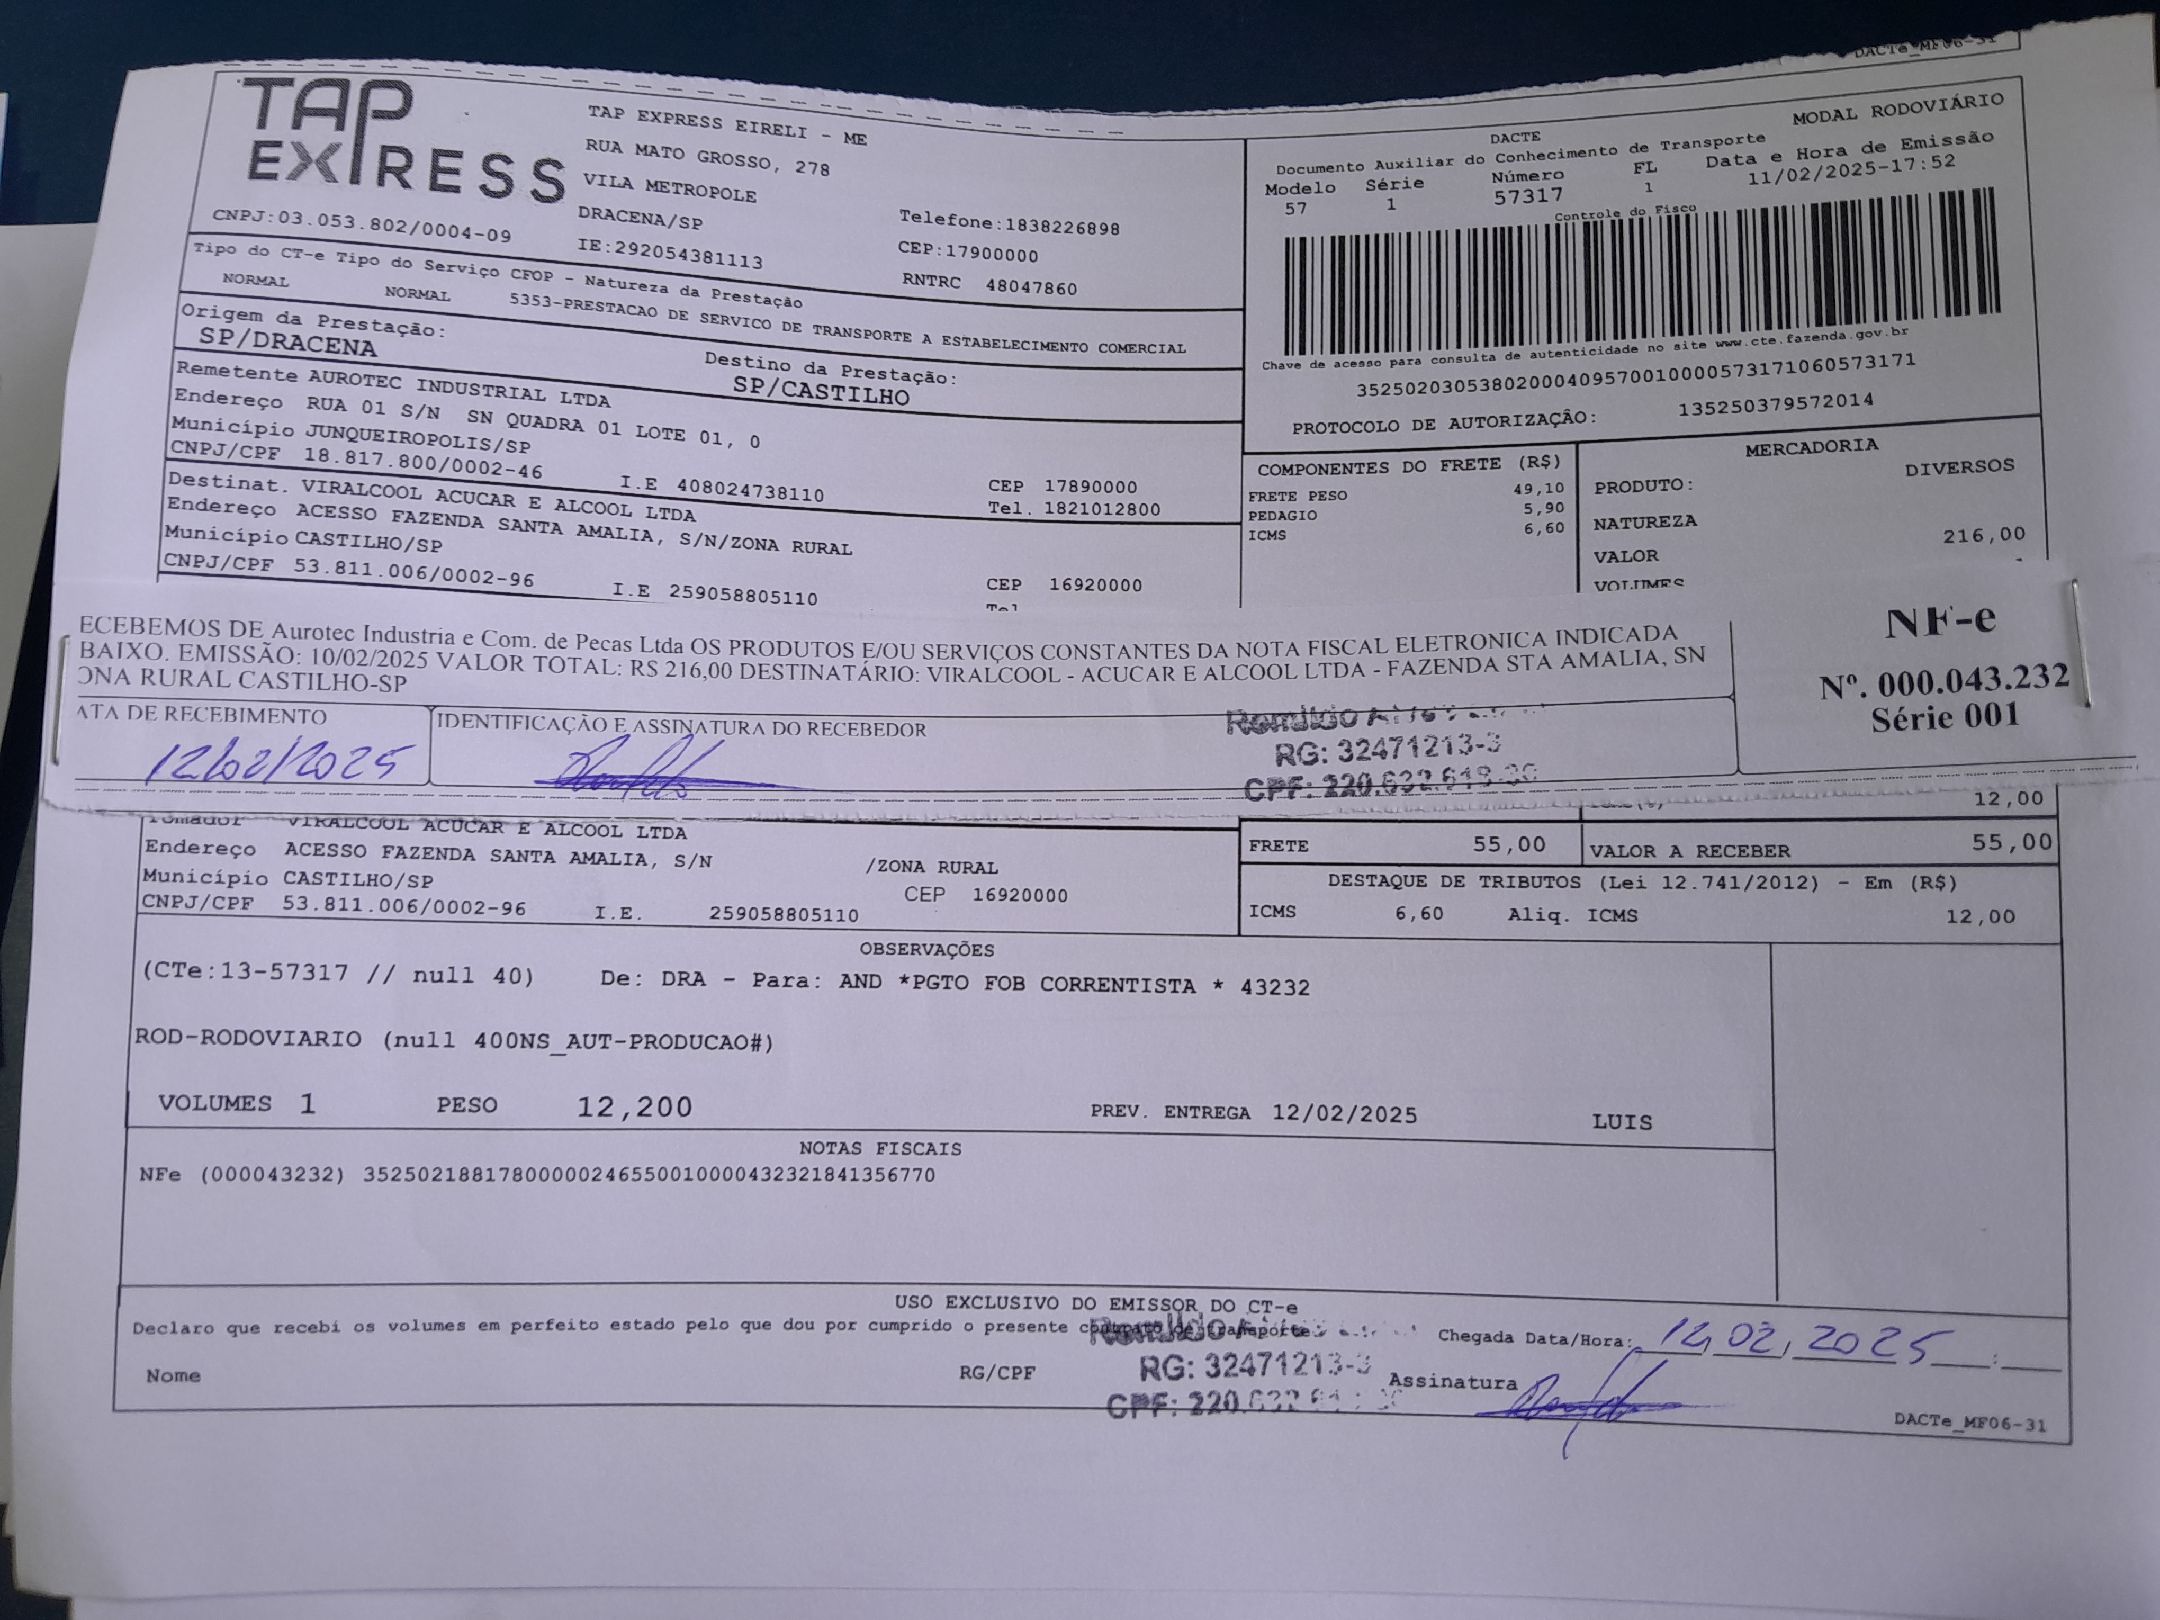 DACTe_MF06-31
TAP EXPRESS
TAP EXPRESS EIRELI - ME
RUA MATO GROSSO, 278
VILA METROPOLE
DRACENA/SP
Telefone:1838226898
CNPJ:03.053.802/0004-09
IE:292054381113
CEP:17900000
RNTRC 48047860
MODAL RODOVIÁRIO
DACTE
Documento Auxiliar do Conhecimento de Transporte
Modelo Série Número FL Data e Hora de Emissão
57 1 57317 1 11/02/2025-17:52
Controle do Fisco
Chave de acesso para consulta de autenticidade no site www.cte.fazenda.gov.br
35250203053802000409570010000573171060573171
PROTOCOLO DE AUTORIZAÇÃO: 135250379572014
Tipo do CT-e Tipo do Serviço CFOP - Natureza da Prestação
NORMAL NORMAL 5353-PRESTACAO DE SERVICO DE TRANSPORTE A ESTABELECIMENTO COMERCIAL
Origem da Prestação:
SP/DRACENA
Destino da Prestação:
SP/CASTILHO
Remetente AUROTEC INDUSTRIAL LTDA
Endereço RUA 01 S/N SN QUADRA 01 LOTE 01, 0
Município JUNQUEIROPOLIS/SP
CEP 17890000
CNPJ/CPF 18.817.800/0002-46 I.E 408024738110 Tel. 1821012800
Destinat. VIRALCOOL ACUCAR E ALCOOL LTDA
Endereço ACESSO FAZENDA SANTA AMALIA, S/N/ZONA RURAL
Município CASTILHO/SP
CEP 16920000
CNPJ/CPF 53.811.006/0002-96 I.E 259058805110
COMPONENTES DO FRETE (R$)
FRETE PESO 49,10
PEDAGIO 5,90
ICMS 6,60
MERCADORIA
PRODUTO: DIVERSOS
NATUREZA
VALOR 216,00
VOLUMES
ECEBEMOS DE Aurotec Industria e Com. de Pecas Ltda OS PRODUTOS E/OU SERVIÇOS CONSTANTES DA NOTA FISCAL ELETRONICA INDICADA
BAIXO. EMISSÃO: 10/02/2025 VALOR TOTAL: R$ 216,00 DESTINATÁRIO: VIRALCOOL - ACUCAR E ALCOOL LTDA - FAZENDA STA AMALIA, SN
ONA RURAL CASTILHO-SP
NF-e
Nº. 000.043.232
Série 001
ATA DE RECEBIMENTO
12/02/2025
IDENTIFICAÇÃO E ASSINATURA DO RECEBEDOR
Romildo
RG: 32471213-3
CPF:
12,00
Tomador VIRALCOOL ACUCAR E ALCOOL LTDA
Endereço ACESSO FAZENDA SANTA AMALIA, S/N /ZONA RURAL
Município CASTILHO/SP CEP 16920000
CNPJ/CPF 53.811.006/0002-96 I.E. 259058805110
FRETE 55,00 VALOR A RECEBER 55,00
DESTAQUE DE TRIBUTOS (Lei 12.741/2012) - Em (R$)
ICMS 6,60 Aliq. ICMS 12,00
OBSERVAÇÕES
(CTe:13-57317 // null 40) De: DRA - Para: AND *PGTO FOB CORRENTISTA * 43232
ROD-RODOVIARIO (null 400NS_AUT-PRODUCAO#)
VOLUMES 1 PESO 12,200 PREV. ENTREGA 12/02/2025 LUIS
NOTAS FISCAIS
NFe (000043232) 35250218817800000246550010000432321841356770
USO EXCLUSIVO DO EMISSOR DO CT-e
Declaro que recebi os volumes em perfeito estado pelo que dou por cumprido o presente contrato de transporte
Chegada Data/Hora: 12,02,2025 :
Romildo
RG: 32471213-3
CPF:
Nome RG/CPF Assinatura
DACTe_MF06-31